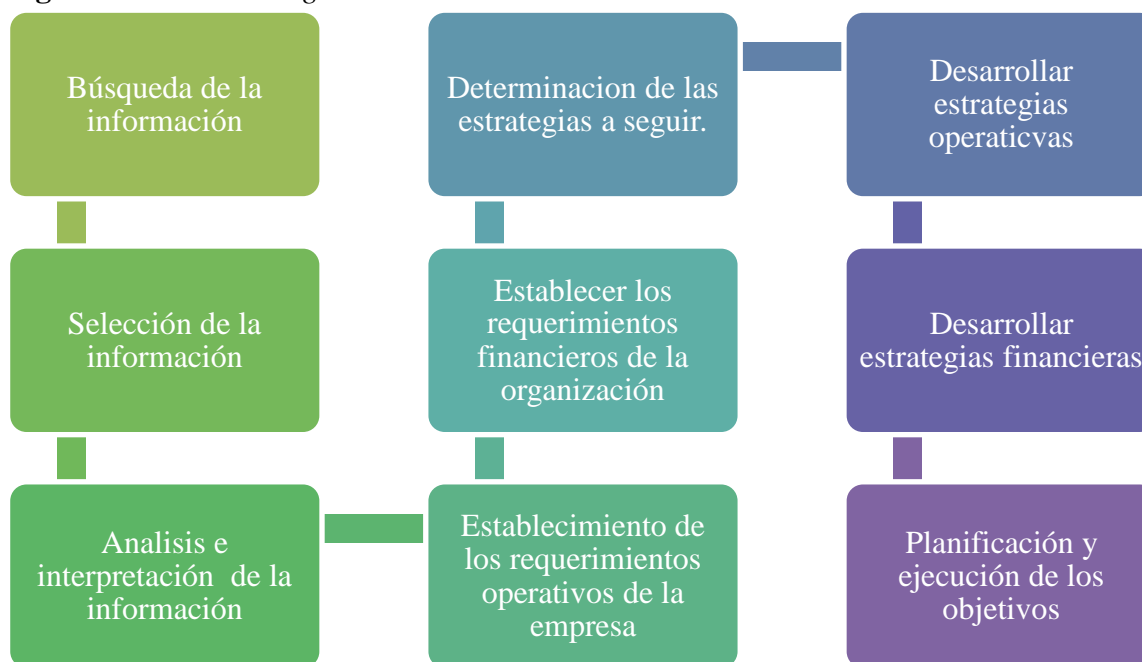 Búsqueda de la
información
Selección de la
información
Analisis e
interpretación de la
información
Establecimiento de
los requerimientos
operativos de la
empresa
Establecer los
requerimientos
financieros de la
organización
Determinacion de las
estrategias a seguir.
Desarrollar
estrategias
operaticvas
Desarrollar
estrategias financieras
Planificación y
ejecución de los
objetivos